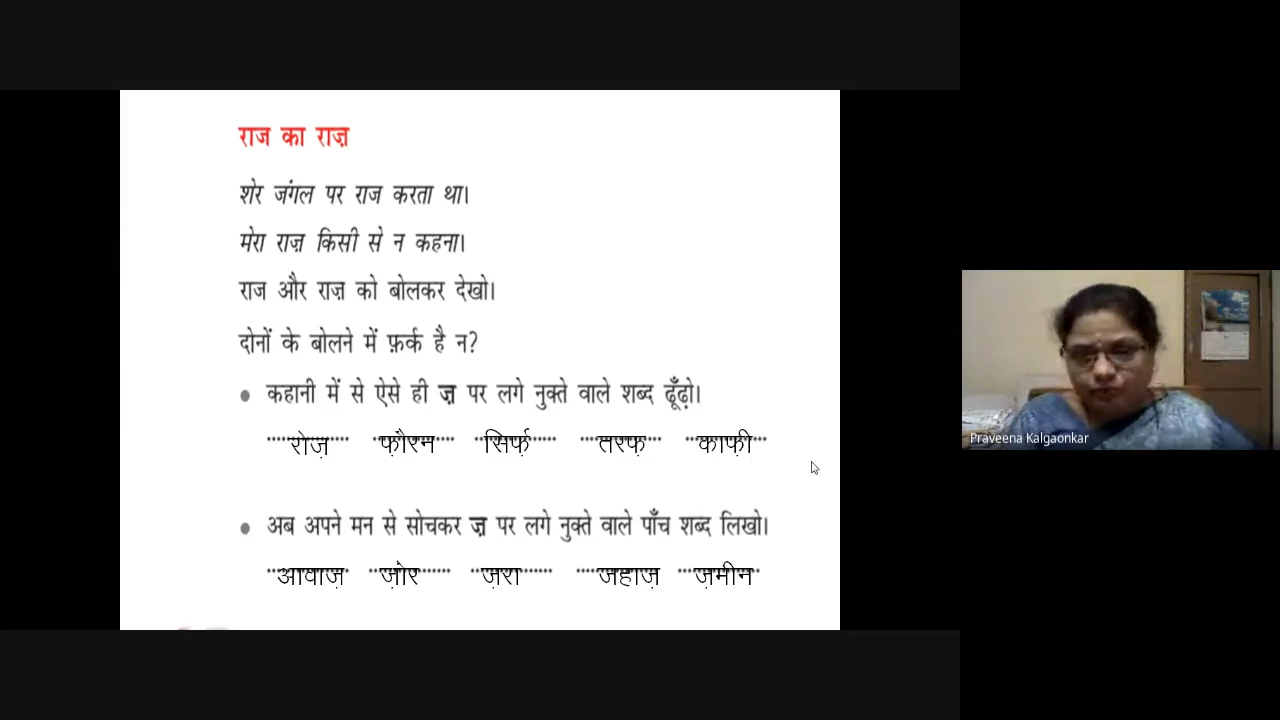 राज का राज़
शेर जंगल पर राज करता था।
मेरा राज़ किसी से न कहना।
राज और राज़ को बोलकर देखो।
दोनों के बोलने में फ़र्क है न?
• कहानी में से ऐसे ही ज़ पर लगे नुक्ते वाले शब्द ढूँढ़ो।
रोज़ फ़ौरन सिर्फ़ तरफ़ काफ़ी
• अब अपने मन से सोचकर ज़ पर लगे नुक्ते वाले पाँच शब्द लिखो।
आवाज़ ज़ोर ज़रा जहाज़ ज़मीन
Praveena Kalgaonkar